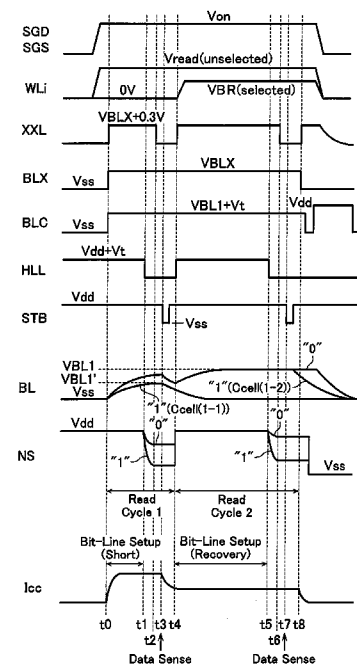 SGD
SGS
Von
Vread(unselected)
WLi
0V
VBR(selected)
XXL
VBLX+0.3V
BLX
Vss
VBLX
BLC
Vss
VBL1+Vt
Vdd
HLL
Vdd+Vt
STB
Vdd
Vss
VBL1
VBL1'
BL
Vss
"0"
"1"(Ccell(1-2))
"1"(Ccell(1-1))
Vdd
NS
"0"
"1"
"0"
"1"
Vss
Read Cycle 1
Read Cycle 2
Bit-Line Setup (Short)
Bit-Line Setup (Recovery)
Icc
t0 t1 t3 t4 t5 t7 t8
t2 t6
Data Sense
Data Sense